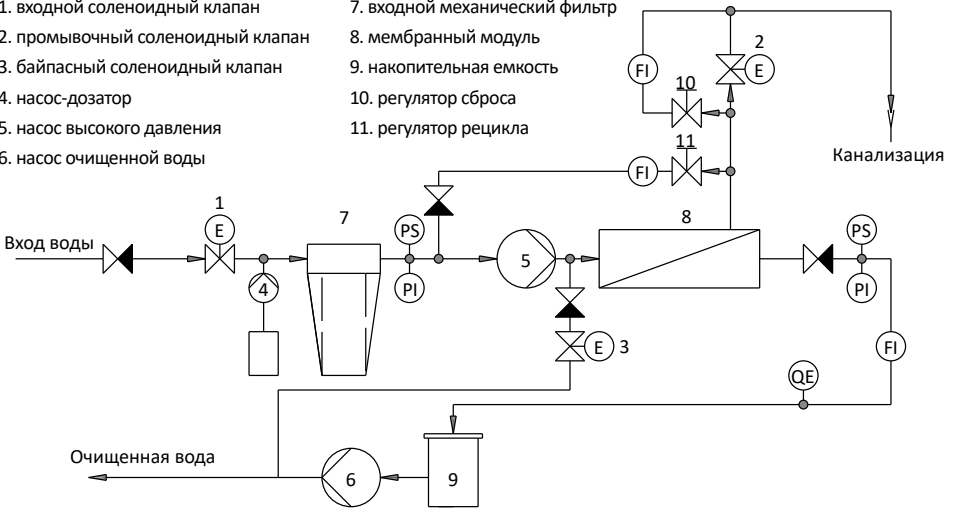 1. входной соленоидный клапан
2. промывочный соленоидный клапан
3. байпасный соленоидный клапан
4. насос-дозатор
5. насос высокого давления
6. насос очищенной воды
7. входной механический фильтр
8. мембранный модуль
9. накопительная емкость
10. регулятор сброса
11. регулятор рецикла
2
FI
E
10
11
FI
Канализация
1
E
7
PS
8
PS
Вход воды
5
4
PI
PI
E
3
FI
QE
Очищенная вода
6
9